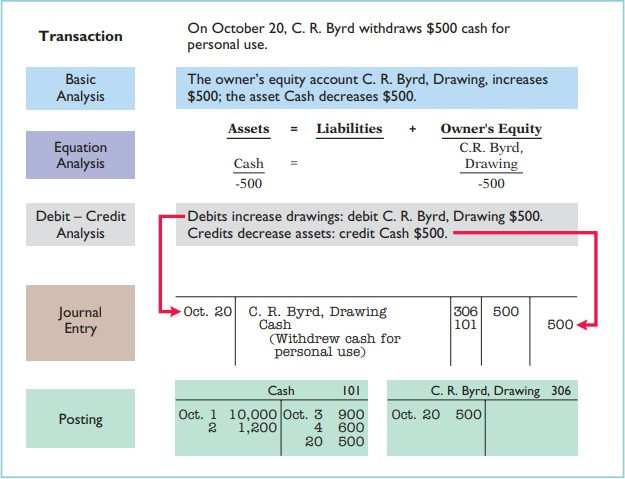 Transaction
On October 20, C. R. Byrd withdraws $500 cash for
personal use.
Basic
Analysis
The owner's equity account C. R. Byrd, Drawing, increases
$500; the asset Cash decreases $500.
Equation
Analysis
Assets = Liabilities + Owner's Equity
C.R. Byrd,
Cash = Drawing
-500 -500
Debit – Credit
Analysis
Debits increase drawings: debit C. R. Byrd, Drawing $500.
Credits decrease assets: credit Cash $500.
Journal
Entry
Oct. 20 C. R. Byrd, Drawing 306 500
Cash 101 500
(Withdrew cash for
personal use)
Posting
Cash 101
Oct. 1 10,000 Oct. 3 900
2 1,200 4 600
20 500
C. R. Byrd, Drawing 306
Oct. 20 500